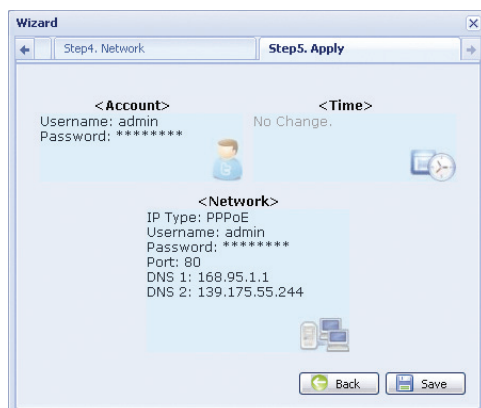 Wizard
Step4. Network
Step5. Apply
<Account>
Username: admin
Password: ********
<Time>
No Change.
<Network>
IP Type: PPPoE
Username: admin
Password: ********
Port: 80
DNS 1: 168.95.1.1
DNS 2: 139.175.55.244
Back
Save